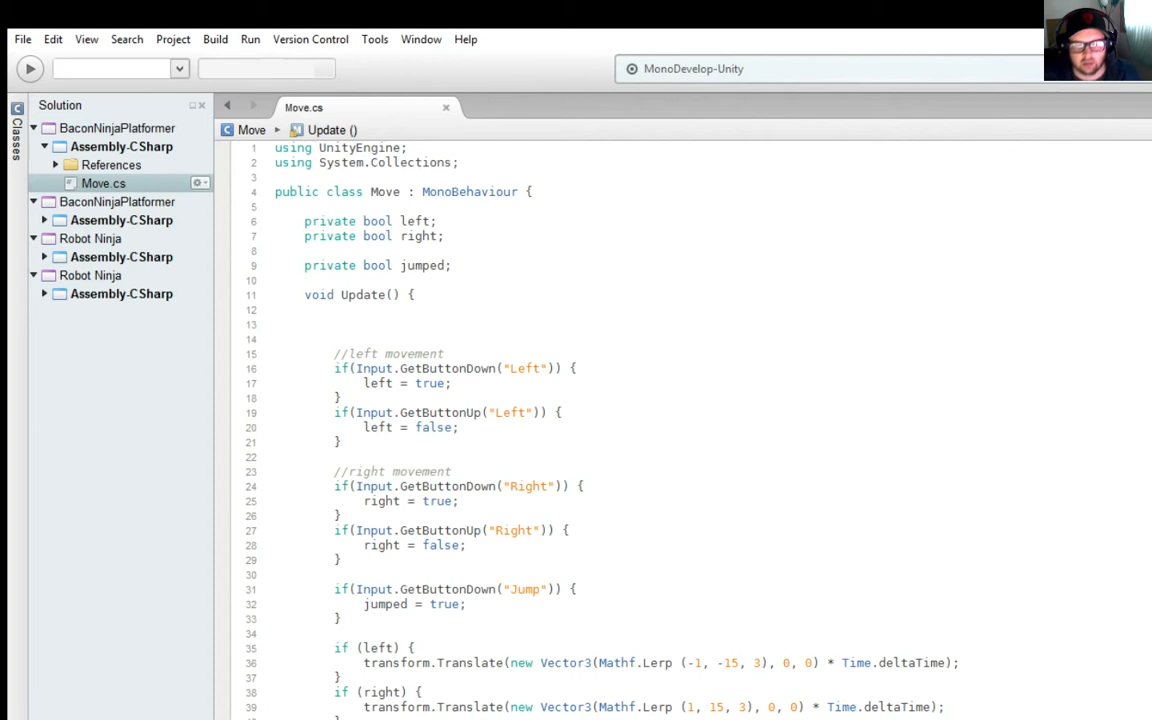 File Edit View Search Project Build Run Version Control Tools Window Help
MonoDevelop-Unity
Classes
Solution
BaconNinjaPlatformer
Assembly-CSharp
References
Move.cs
BaconNinjaPlatformer
Assembly-CSharp
Robot Ninja
Assembly-CSharp
Robot Ninja
Assembly-CSharp
Move.cs
Move Update ()
1 using UnityEngine;
2 using System.Collections;
3
4 public class Move : MonoBehaviour {
5
6 private bool left;
7 private bool right;
8
9 private bool jumped;
10
11 void Update() {
12
13
14
15 //left movement
16 if(Input.GetButtonDown("Left")) {
17 left = true;
18 }
19 if(Input.GetButtonUp("Left")) {
20 left = false;
21 }
22
23 //right movement
24 if(Input.GetButtonDown("Right")) {
25 right = true;
26 }
27 if(Input.GetButtonUp("Right")) {
28 right = false;
29 }
30
31 if(Input.GetButtonDown("Jump")) {
32 jumped = true;
33 }
34
35 if (left) {
36 transform.Translate(new Vector3(Mathf.Lerp (-1, -15, 3), 0, 0) * Time.deltaTime);
37 }
38 if (right) {
39 transform.Translate(new Vector3(Mathf.Lerp (1, 15, 3), 0, 0) * Time.deltaTime);